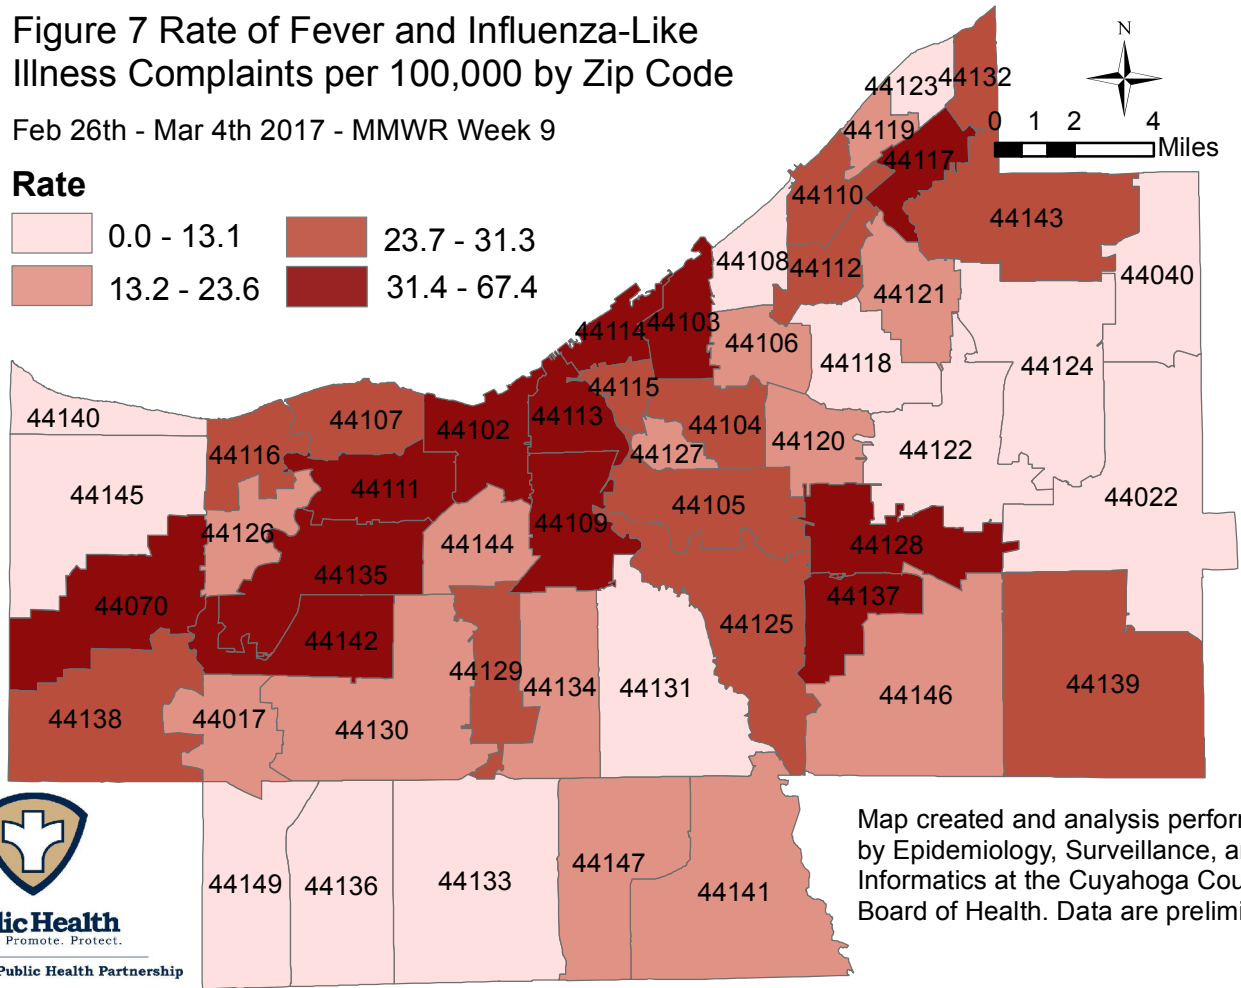 Figure 7 Rate of Fever and Influenza-Like
Illness Complaints per 100,000 by Zip Code
Feb 26th - Mar 4th 2017 - MMWR Week 9
Rate
0.0 - 13.1
23.7 - 31.3
13.2 - 23.6
31.4 - 67.4
N
0 1 2 4
Miles
44123
44132
44119
44117
44110
44143
44108
44112
44040
44121
44114
44103
44106
44118
44124
44115
44140
44107
44102
44113
44104
44120
44116
44127
44122
44145
44111
44105
44022
44126
44109
44144
44128
44135
44070
44137
44142
44125
44129
44134
44131
44146
44139
44138
44017
44130
44149
44136
44133
44147
44141
Map created and analysis perfor
by Epidemiology, Surveillance, a
Informatics at the Cuyahoga Cou
Board of Health. Data are prelimi
lic Health
Promote. Protect.
Public Health Partnership